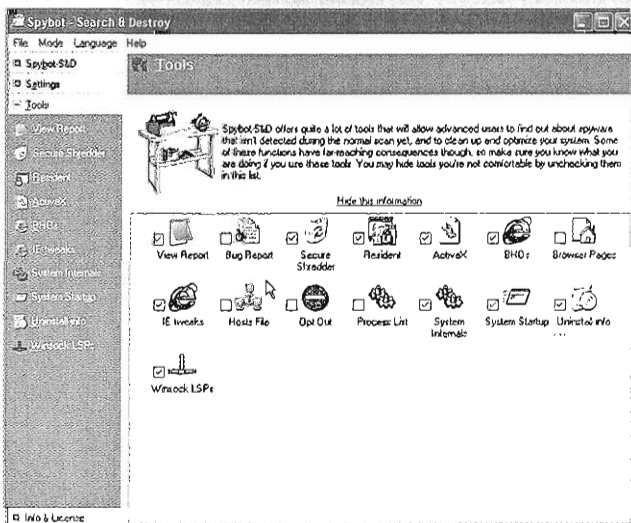 Spybot - Search & Destroy
File Mode Language Help
Spybot-S&D
Settings
Tools
View Report
Secure Shredder
Resident
ActiveX
BHOs
IE tweaks
System Internals
System Startup
Uninstall info
Winsock LSPs
Info & License
Tools
Spybot-S&D offers quite a lot of tools that will allow advanced users to find out about spyware
that isn't detected during the normal scan yet, and to clean up and optimize your system. Some
of these functions have far-reaching consequences though, so make sure you know what you
are doing if you use these tools. You may hide tools you're not comfortable by unchecking them
in this list.
Hide this information
View Report Bug Report Secure Shredder Resident ActiveX BHOs Browser Pages
IE tweaks Hosts File Opt Out Process List System Internals System Startup Uninstall info
Winsock LSPs